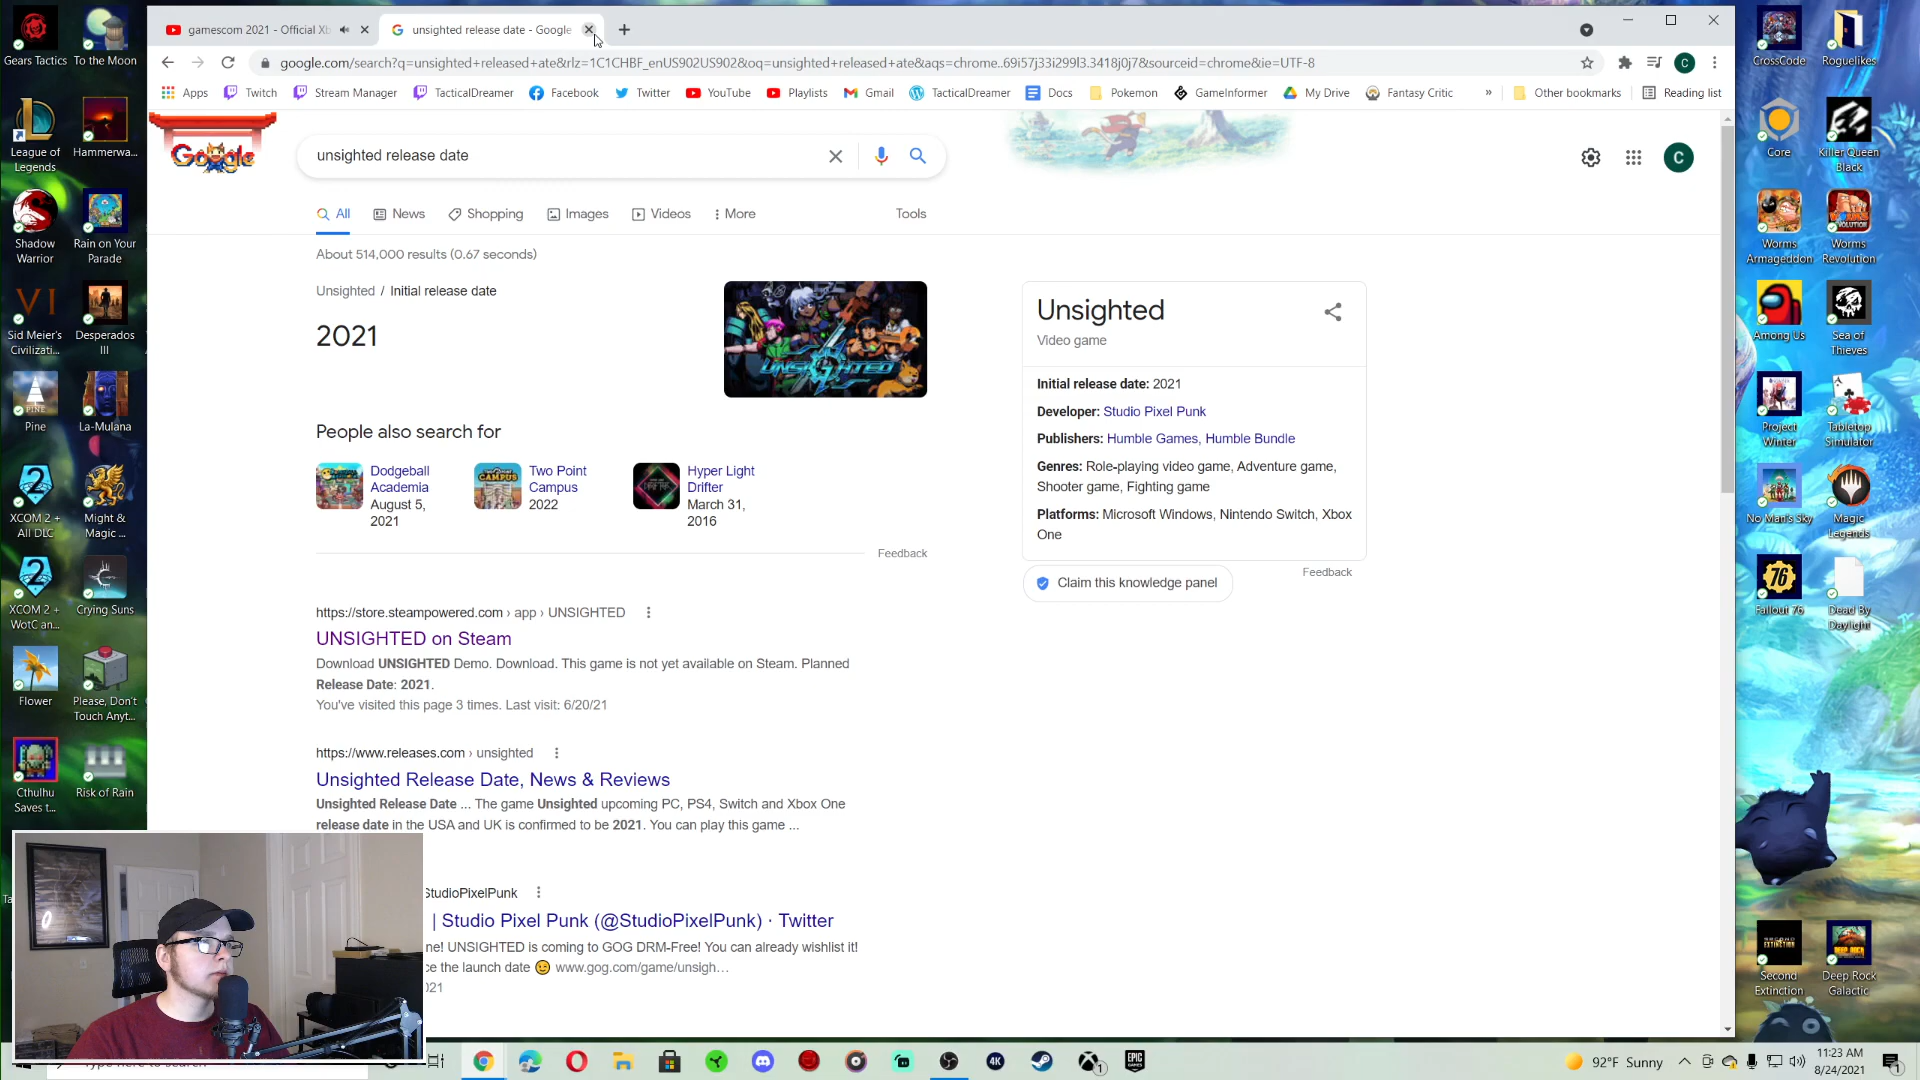 gamescom 2021 - Official Xb
unsighted release date - Google
google.com/search?q=unsighted+released+ate&rlz=1C1CHBF_enUS902US902&oq=unsighted+released+ate&aqs=chrome..69i57j33i299l3.3418j0j7&sourceid=chrome&ie=UTF-8
C
Apps
Twitch
Stream Manager
TacticalDreamer
Facebook
Twitter
YouTube
Playlists
Gmail
TacticalDreamer
Docs
Pokemon
GameInformer
My Drive
Fantasy Critic
»
Other bookmarks
Reading list
Google
unsighted release date
C
All
News
Shopping
Images
Videos
More
Tools
About 514,000 results (0.67 seconds)
Unsighted / Initial release date
2021
UNSIGHTED
People also search for
Dodgeball
Academia
August 5,
2021
Two Point
Campus
2022
Hyper Light
Drifter
March 31,
2016
Feedback
https://store.steampowered.com › app › UNSIGHTED
UNSIGHTED on Steam
Download UNSIGHTED Demo. Download. This game is not yet available on Steam. Planned
Release Date: 2021.
You've visited this page 3 times. Last visit: 6/20/21
https://www.releases.com › unsighted
Unsighted Release Date, News & Reviews
Unsighted Release Date ... The game Unsighted upcoming PC, PS4, Switch and Xbox One
release date in the USA and UK is confirmed to be 2021. You can play this game ...
StudioPixelPunk
| Studio Pixel Punk (@StudioPixelPunk) · Twitter
ne! UNSIGHTED is coming to GOG DRM-Free! You can already wishlist it!
ce the launch date 😉 www.gog.com/game/unsigh…
021
Unsighted
Video game
Initial release date: 2021
Developer: Studio Pixel Punk
Publishers: Humble Games, Humble Bundle
Genres: Role-playing video game, Adventure game,
Shooter game, Fighting game
Platforms: Microsoft Windows, Nintendo Switch, Xbox
One
Claim this knowledge panel
Feedback
Gears Tactics
To the Moon
League of
Legends
Hammerwa...
Shadow
Warrior
Rain on Your
Parade
Sid Meier's
Civilizati...
Desperados
III
Pine
La-Mulana
XCOM 2 +
All DLC
Might &
Magic ...
XCOM 2 +
WotC an...
Crying Suns
Flower
Please, Don't
Touch Anyt...
Cthulhu
Saves t...
Risk of Rain
CrossCode
Roguelikes
Core
Killer Queen
Black
Worms
Armageddon
Worms
Revolution
Among Us
Sea of
Thieves
Project
Winter
Tabletop
Simulator
No Man's Sky
Magic
Legends
Fallout 76
Dead By
Daylight
Second
Extinction
Deep Rock
Galactic
Type here to search
92°F Sunny
11:23 AM
8/24/2021